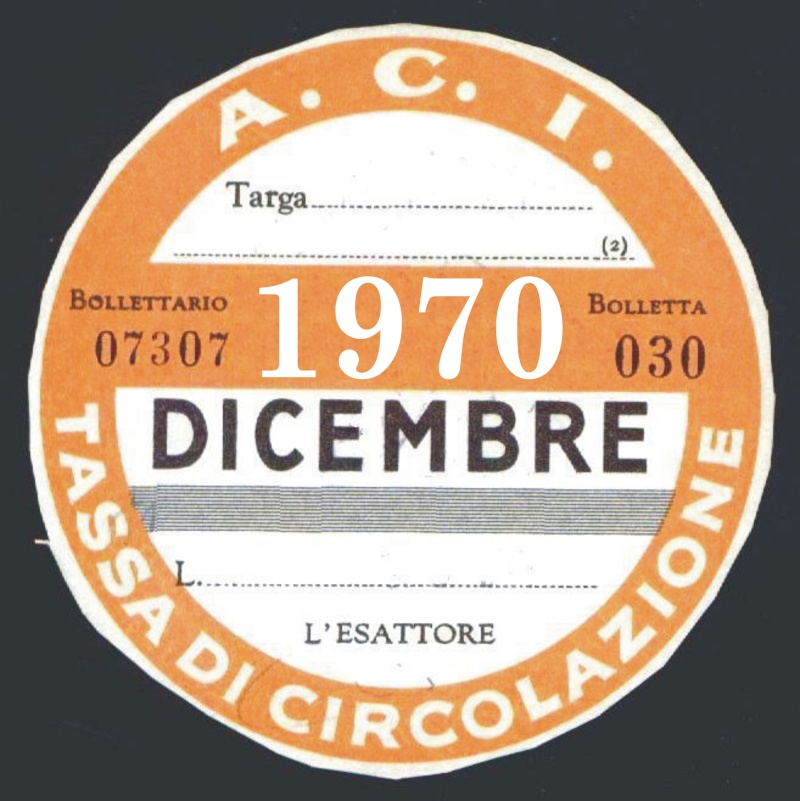 A. C. I.
Targa
(2)
BOLLETTARIO
07307
1970
BOLLETTA
030
DICEMBRE
L.
L'ESATTORE
TASSA DI CIRCOLAZIONE